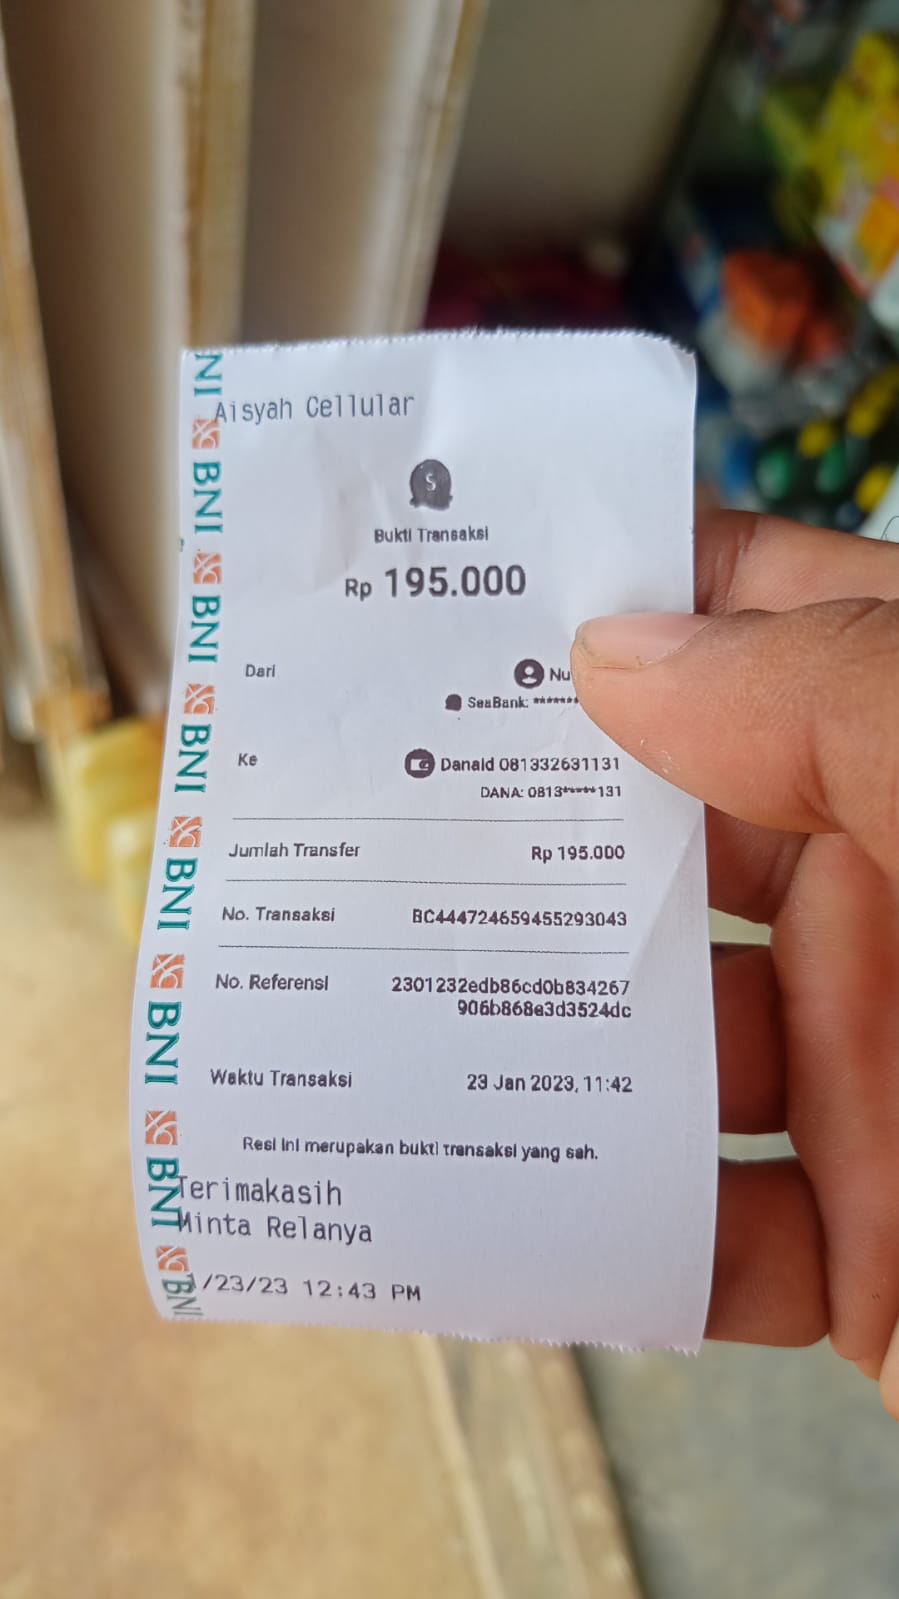 Aisyah Cellular
S
Bukti Transaksi
Rp 195.000
Dari Nu
SeaBank: *******
Ke Danaid 081332631131
DANA: 0813*****131
Jumlah Transfer Rp 195.000
No. Transaksi BC444724659455293043
No. Referensi 2301232edb86cd0b834267
906b868e3d3524dc
Waktu Transaksi 23 Jan 2023, 11:42
Resi ini merupakan bukti transaksi yang sah.
Terimakasih
Minta Relanya
/23/23 12:43 PM
NI
BNI
BNI
BNI
BNI
BNI
BNI
BNI